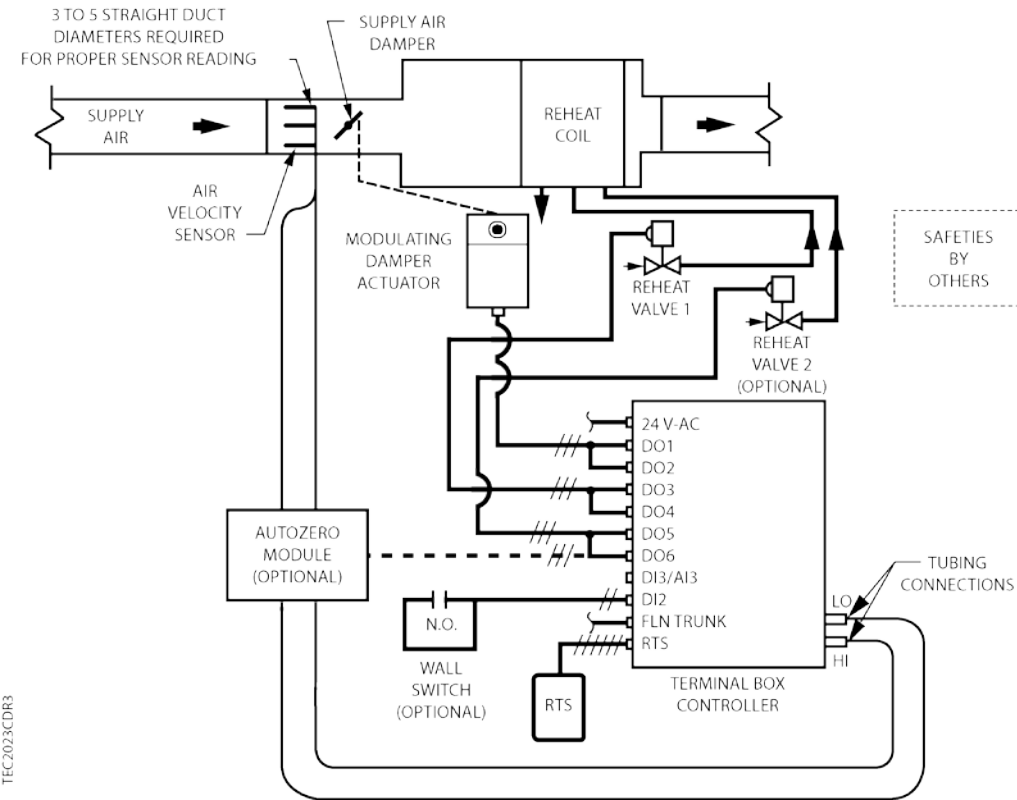 3 TO 5 STRAIGHT DUCT
DIAMETERS REQUIRED
FOR PROPER SENSOR READING
SUPPLY AIR
DAMPER
SUPPLY
AIR
REHEAT
COIL
AIR
VELOCITY
SENSOR
MODULATING
DAMPER
ACTUATOR
REHEAT
VALVE 1
SAFETIES
BY
OTHERS
REHEAT
VALVE 2
(OPTIONAL)
24 V-AC
DO1
DO2
DO3
DO4
DO5
DO6
DI3/AI3
DI2
FLN TRUNK
RTS
AUTOZERO
MODULE
(OPTIONAL)
TUBING
CONNECTIONS
LO
HI
N.O.
WALL
SWITCH
(OPTIONAL)
RTS
TERMINAL BOX
CONTROLLER
TEC2023CDR3